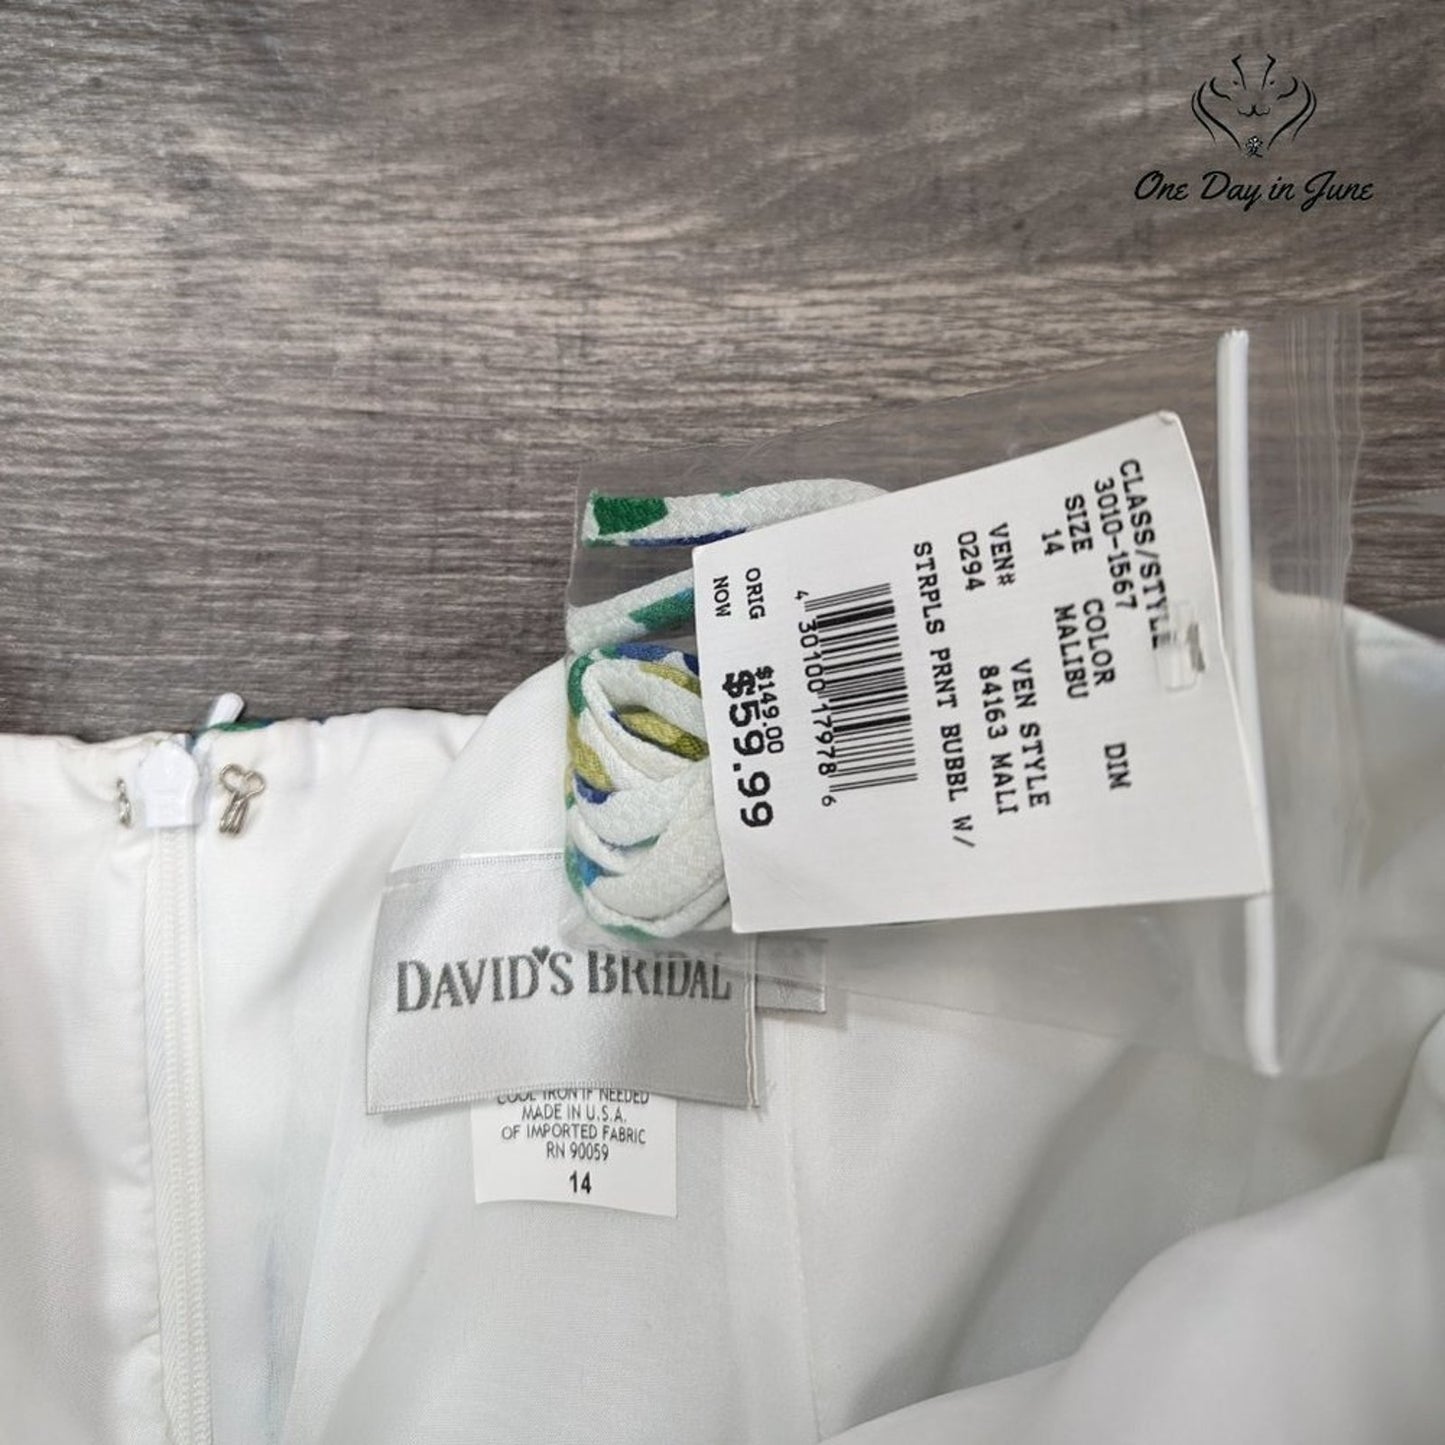 愛
One Day in June
CLASS/STYLE
3010-1567
SIZE COLOR DIM
14 MALIBU
VEN# VEN STYLE
0294 84163 MALI
STRPLS PRNT BUBBL W/
4 30100 17978 6
ORIG $149.00
NOW $59.99
DAVID'S BRIDAL
COOL IRON IF NEEDED
MADE IN U.S.A.
OF IMPORTED FABRIC
RN 90059
14